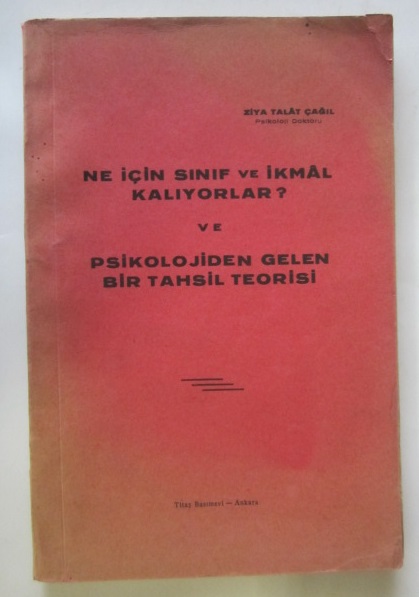 ZİYA TALÂT ÇAĞIL
Psikoloji Doktoru
NE İÇİN SINIF VE İKMÂL
KALIYORLAR?
VE
PSİKOLOJİDEN GELEN
BİR TAHSİL TEORİSİ
Titaş Basımevi — Ankara